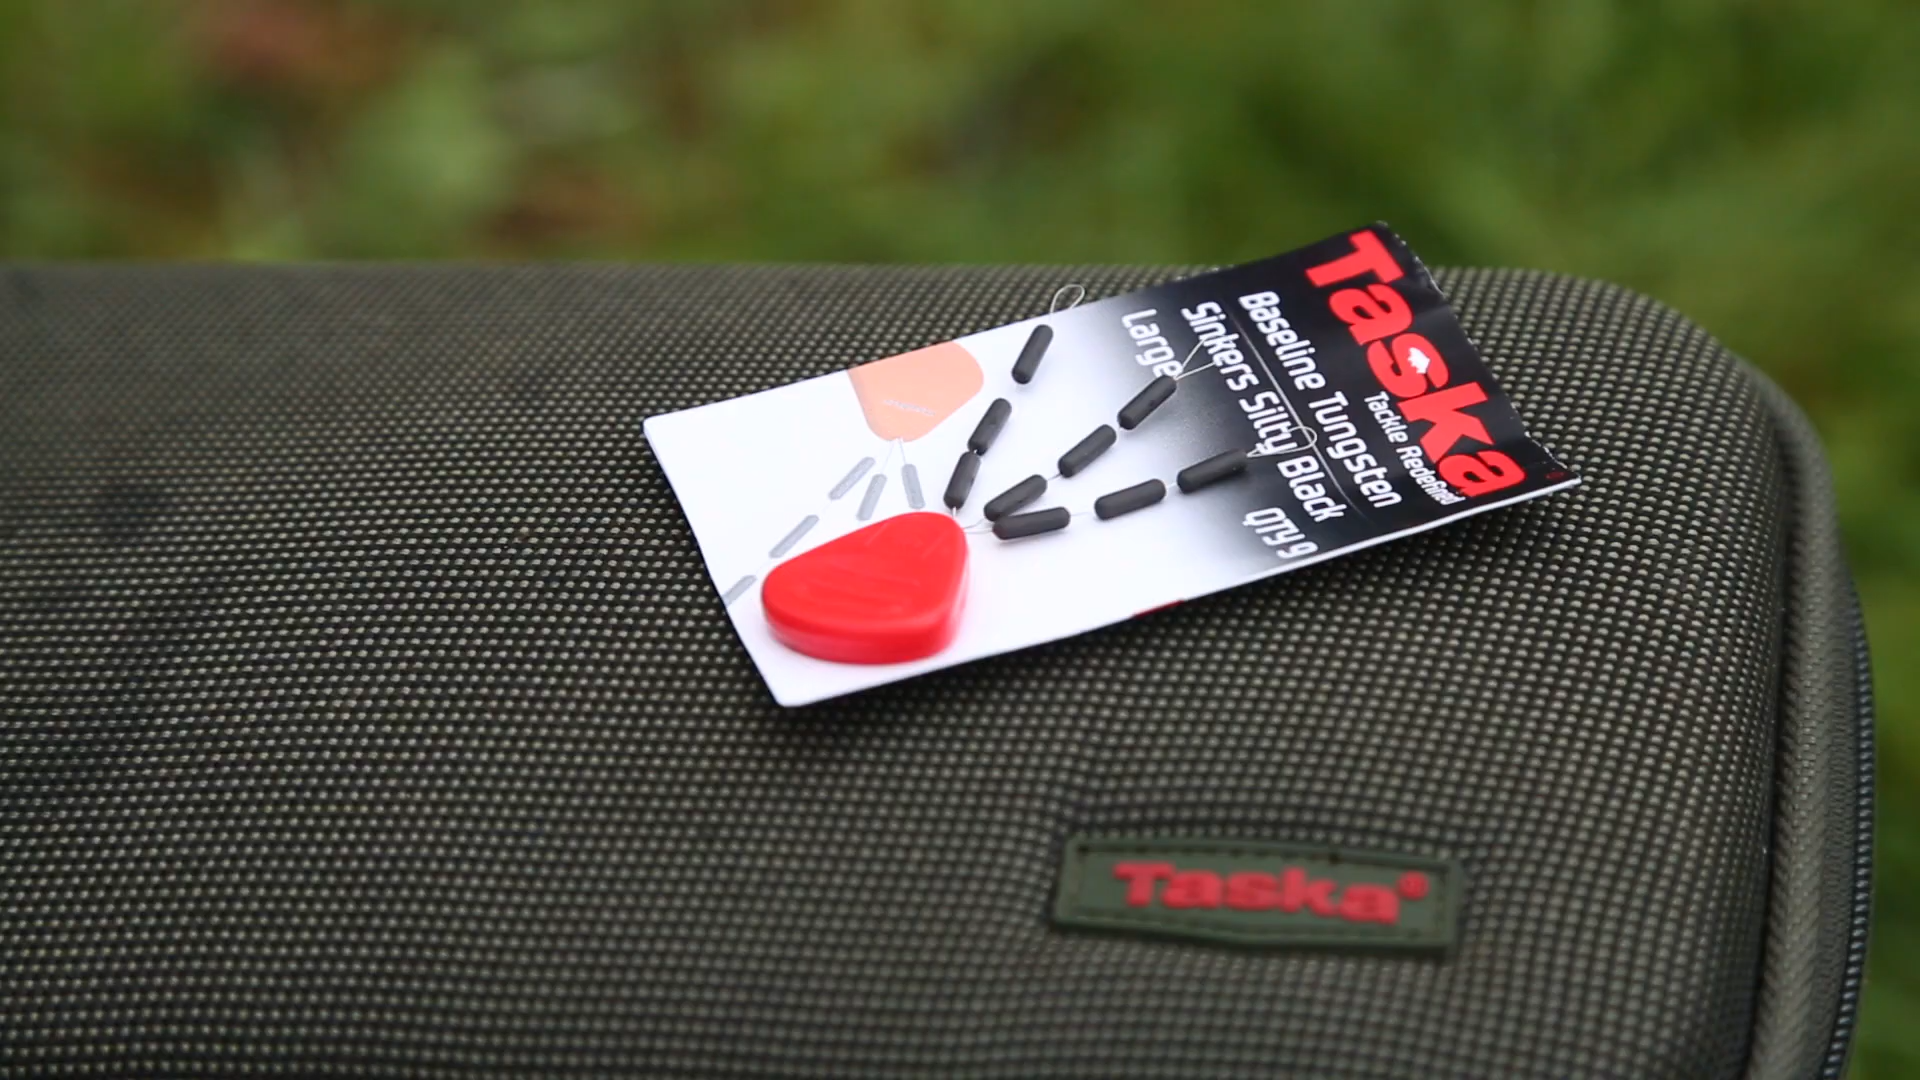 Taska
Tackle Redefined
Baseline Tungsten
Sinkers Silty Black
Large
QTY 9
Taska®